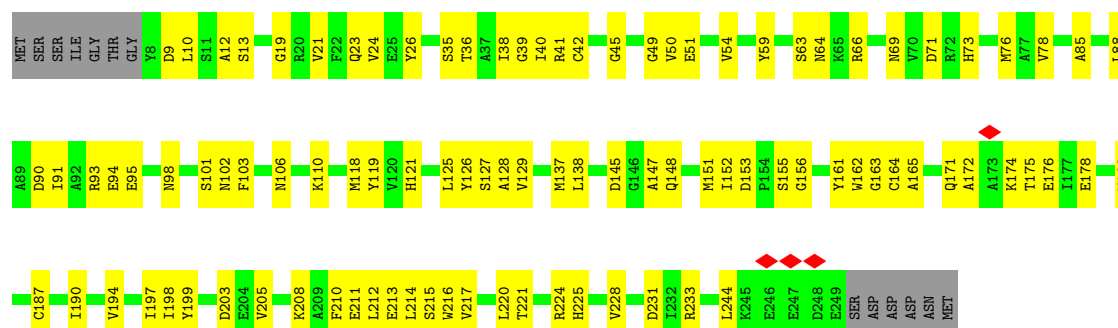 MET SER SER ILE GLY THR GLY Y8 D9 L10 S11 A12 S13 G19 R20 V21 F22 Q23 V24 E25 Y26 S35 T36 A37 I38 G39 I40 R41 C42 G45 G49 V50 E51 V54 Y59 S63 N64 K65 R66 N69 V70 D71 R72 H73 M76 A77 V78 A85
A89 D90 I91 A92 R93 E94 E95 N98 S101 N102 F103 N106 K110 M118 Y119 V120 H121 L125 Y126 S127 A128 V129 M137 L138 D145 G146 A147 Q148 M151 I152 D153 P154 S155 G156 Y161 W162 G163 C164 A165 Q171 A172 A173 K174 T175 E176 I177 E178
C187 I190 V194 I197 I198 Y199 D203 E204 V205 K208 A209 F210 E211 L212 E213 L214 S215 W216 V217 L220 T221 R224 H225 V228 D231 I232 R233 L244 K245 E246 E247 D248 E249 SER ASP ASP ASP ASN MET